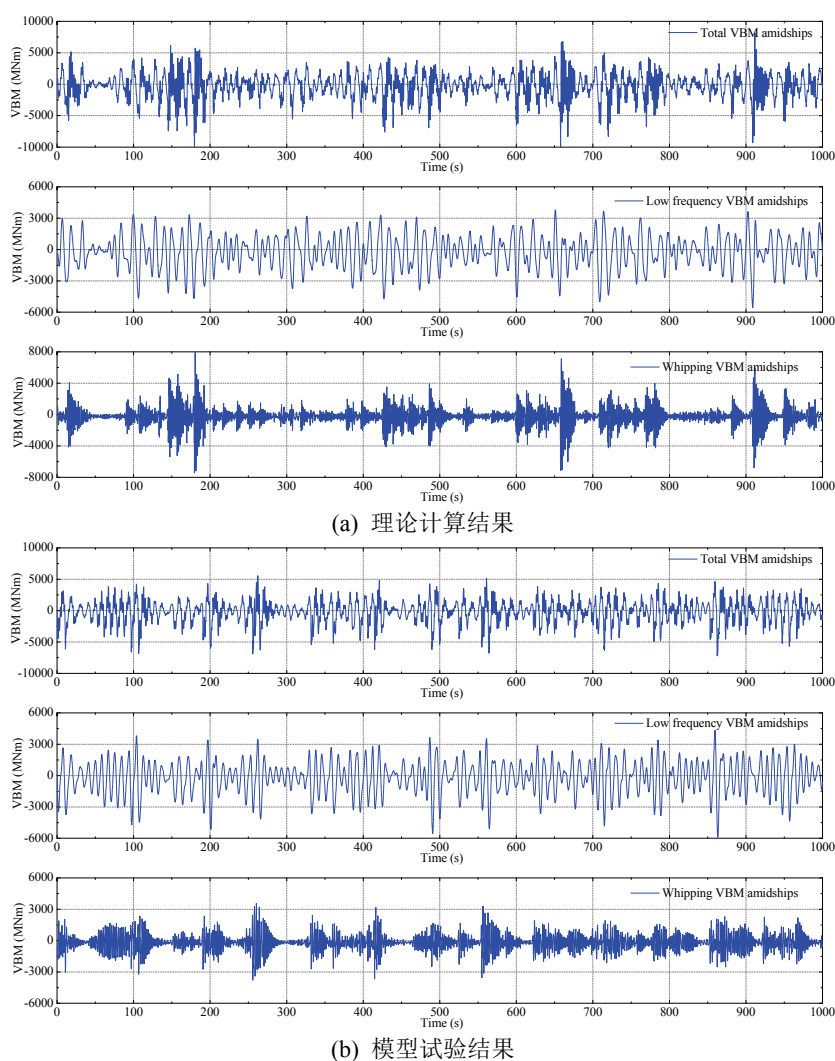 Total VBM amidships
10000
5000
0
-5000
-10000
VBM (MNm)
0 100 200 300 400 500 600 700 800 900 1000
Time (s)
Low frequency VBM amidships
6000
3000
0
-3000
-6000
VBM (MNm)
0 100 200 300 400 500 600 700 800 900 1000
Time (s)
Whipping VBM amidships
8000
4000
0
-4000
-8000
VBM (MNm)
0 100 200 300 400 500 600 700 800 900 1000
Time (s)
(a) 理论计算结果
Total VBM amidships
10000
5000
0
-5000
-10000
VBM (MNm)
0 100 200 300 400 500 600 700 800 900 1000
Time (s)
Low frequency VBM amidships
6000
3000
0
-3000
-6000
VBM (MNm)
0 100 200 300 400 500 600 700 800 900 1000
Time (s)
Whipping VBM amidships
6000
3000
0
-3000
-6000
VBM (MNm)
0 100 200 300 400 500 600 700 800 900 1000
Time (s)
(b) 模型试验结果